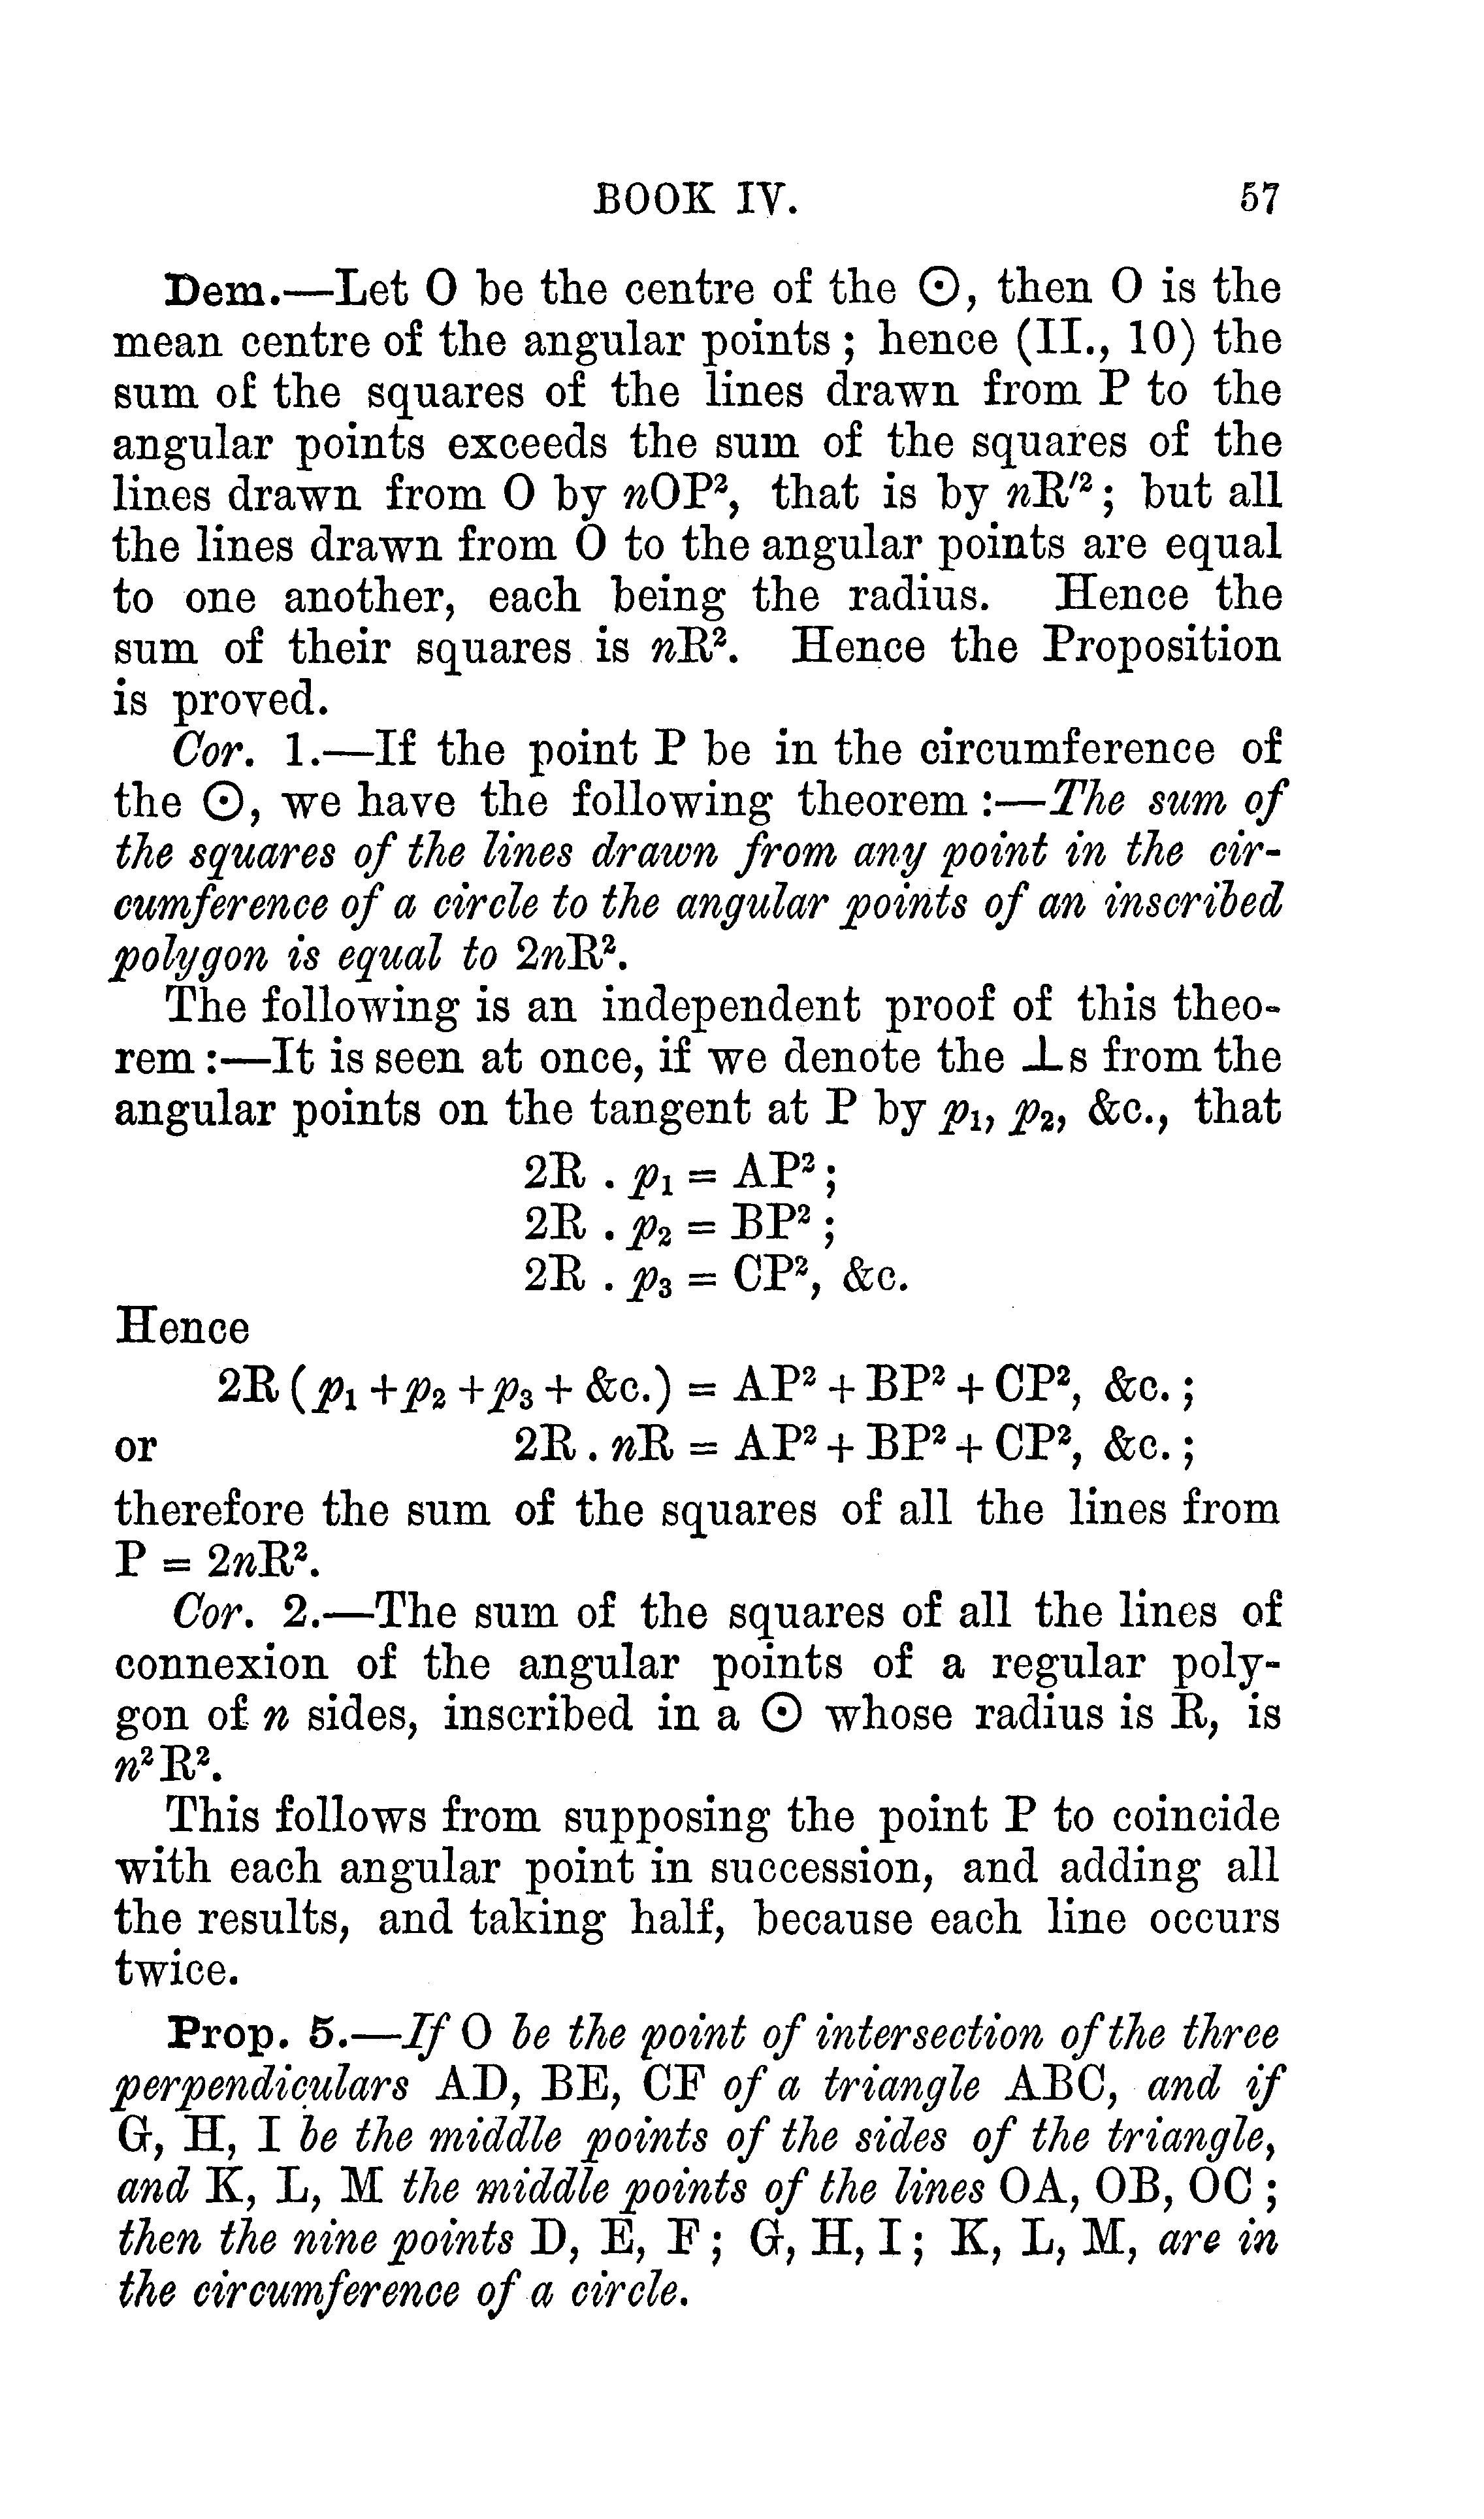 BOOK IV. 57
Dem.—Let O be the centre of the ⊙, then O is the
mean centre of the angular points; hence (II., 10) the
sum of the squares of the lines drawn from P to the
angular points exceeds the sum of the squares of the
lines drawn from O by nOP², that is by nR′²; but all
the lines drawn from O to the angular points are equal
to one another, each being the radius. Hence the
sum of their squares is nR². Hence the Proposition
is proved.
Cor. 1.—If the point P be in the circumference of
the ⊙, we have the following theorem:—The sum of
the squares of the lines drawn from any point in the cir-
cumference of a circle to the angular points of an inscribed
polygon is equal to 2nR².
The following is an independent proof of this theo-
rem:—It is seen at once, if we denote the ⊥s from the
angular points on the tangent at P by p₁, p₂, &c., that
2R . p₁ = AP²;
2R . p₂ = BP²;
2R . p₃ = CP², &c.
Hence
2R (p₁ + p₂ + p₃ + &c.) = AP² + BP² + CP², &c.;
or 2R . nR = AP² + BP² + CP², &c.;
therefore the sum of the squares of all the lines from
P = 2nR².
Cor. 2.—The sum of the squares of all the lines of
connexion of the angular points of a regular poly-
gon of n sides, inscribed in a ⊙ whose radius is R, is
n²R².
This follows from supposing the point P to coincide
with each angular point in succession, and adding all
the results, and taking half, because each line occurs
twice.
Prop. 5.—If O be the point of intersection of the three
perpendiculars AD, BE, CF of a triangle ABC, and if
G, H, I be the middle points of the sides of the triangle,
and K, L, M the middle points of the lines OA, OB, OC;
then the nine points D, E, F; G, H, I; K, L, M, are in
the circumference of a circle.